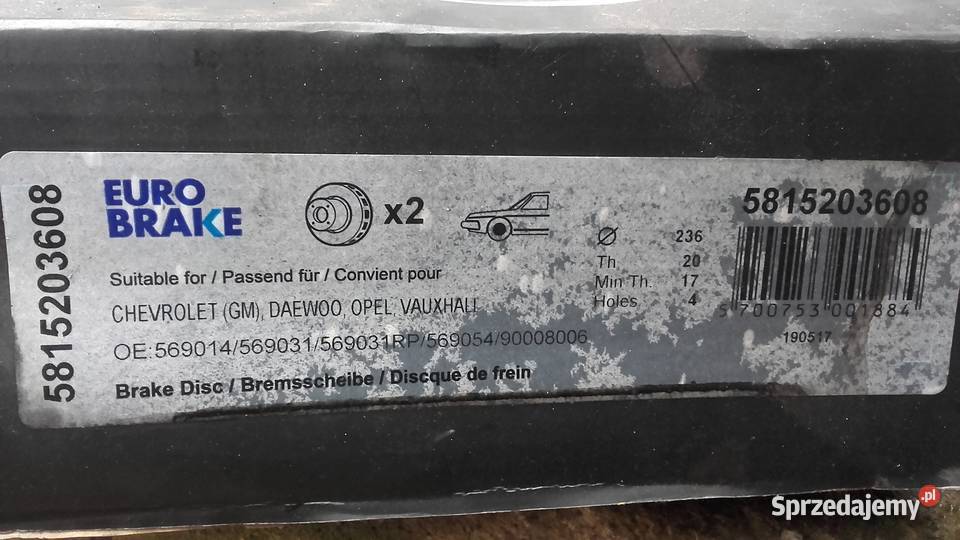 5815203608
EURO
BRAKE
x2
5815203608
Ø 236
Th 20
Min Th. 17
Holes 4
5 700753 001884
190517
Suitable for / Passend für / Convient pour
CHEVROLET (GM), DAEWOO, OPEL, VAUXHALL
OE:569014/569031/569031RP/569054/90008006
Brake Disc / Bremsscheibe / Discque de frein
Sprzedajemy.pl